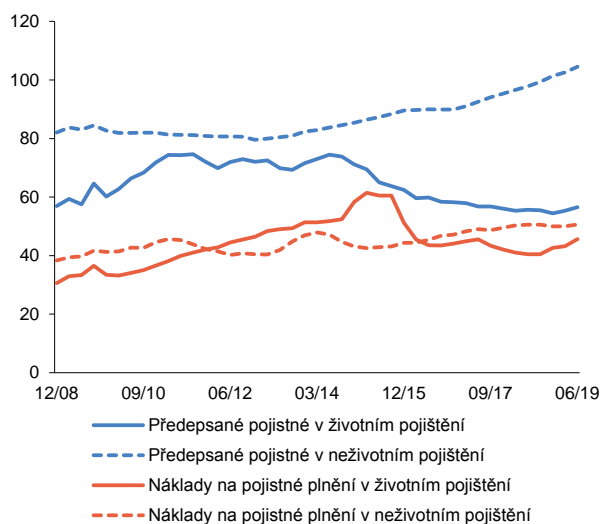 120
100
80
60
40
20
0
12/08 09/10 06/12 03/14 12/15 09/17 06/19
Předepsané pojistné v životním pojištění
Předepsané pojistné v neživotním pojištění
Náklady na pojistné plnění v životním pojištění
Náklady na pojistné plnění v neživotním pojištění